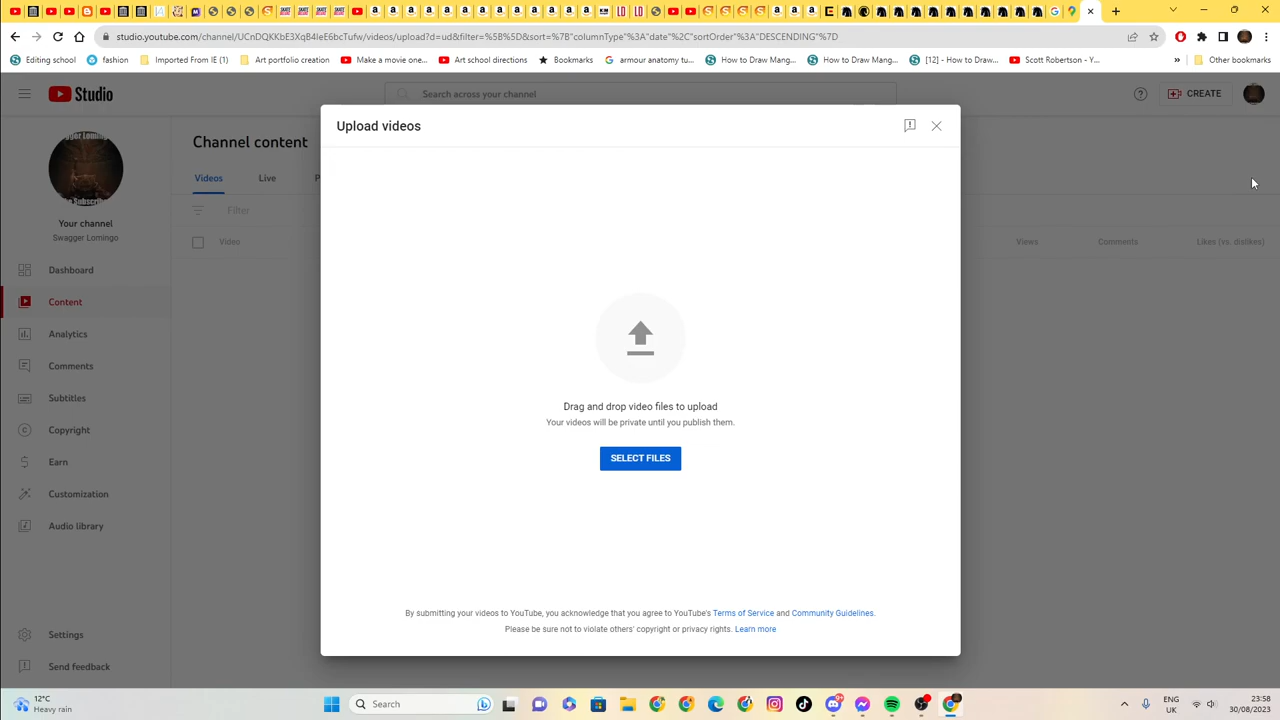 studio.youtube.com/channel/UCnDQKKbE3XqB4IeE6bcTufw/videos/upload?d=ud&filter=%5B%5D&sort=%7B"columnType"%3A"date"%2C"sortOrder"%3A"DESCENDING"%7D
Editing school fashion Imported From IE (1) Art portfolio creation Make a movie one... Art school directions Bookmarks armour anatomy tu... How to Draw Mang... How to Draw Mang... [12] - How to Draw... Scott Robertson - Y... » Other bookmarks
Studio
Search across your channel
CREATE
Upload videos
Swagger Lomingo
Channel content
Videos Live P
Your channel
Swagger Lomingo
Filter
Video Views Comments Likes (vs. dislikes)
Dashboard
Content
Analytics
Comments
Subtitles
Copyright
Earn
Customization
Audio library
Settings
Send feedback
Drag and drop video files to upload
Your videos will be private until you publish them.
SELECT FILES
By submitting your videos to YouTube, you acknowledge that you agree to YouTube's Terms of Service and Community Guidelines.
Please be sure not to violate others' copyright or privacy rights. Learn more
12°C
Heavy rain
Search
ENG
UK
23:58
30/08/2023